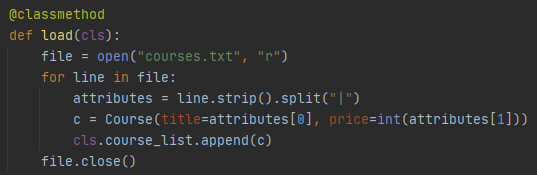 @classmethod
def load(cls):
    file = open("courses.txt", "r")
    for line in file:
        attributes = line.strip().split("|")
        c = Course(title=attributes[0], price=int(attributes[1]))
        cls.course_list.append(c)
    file.close()